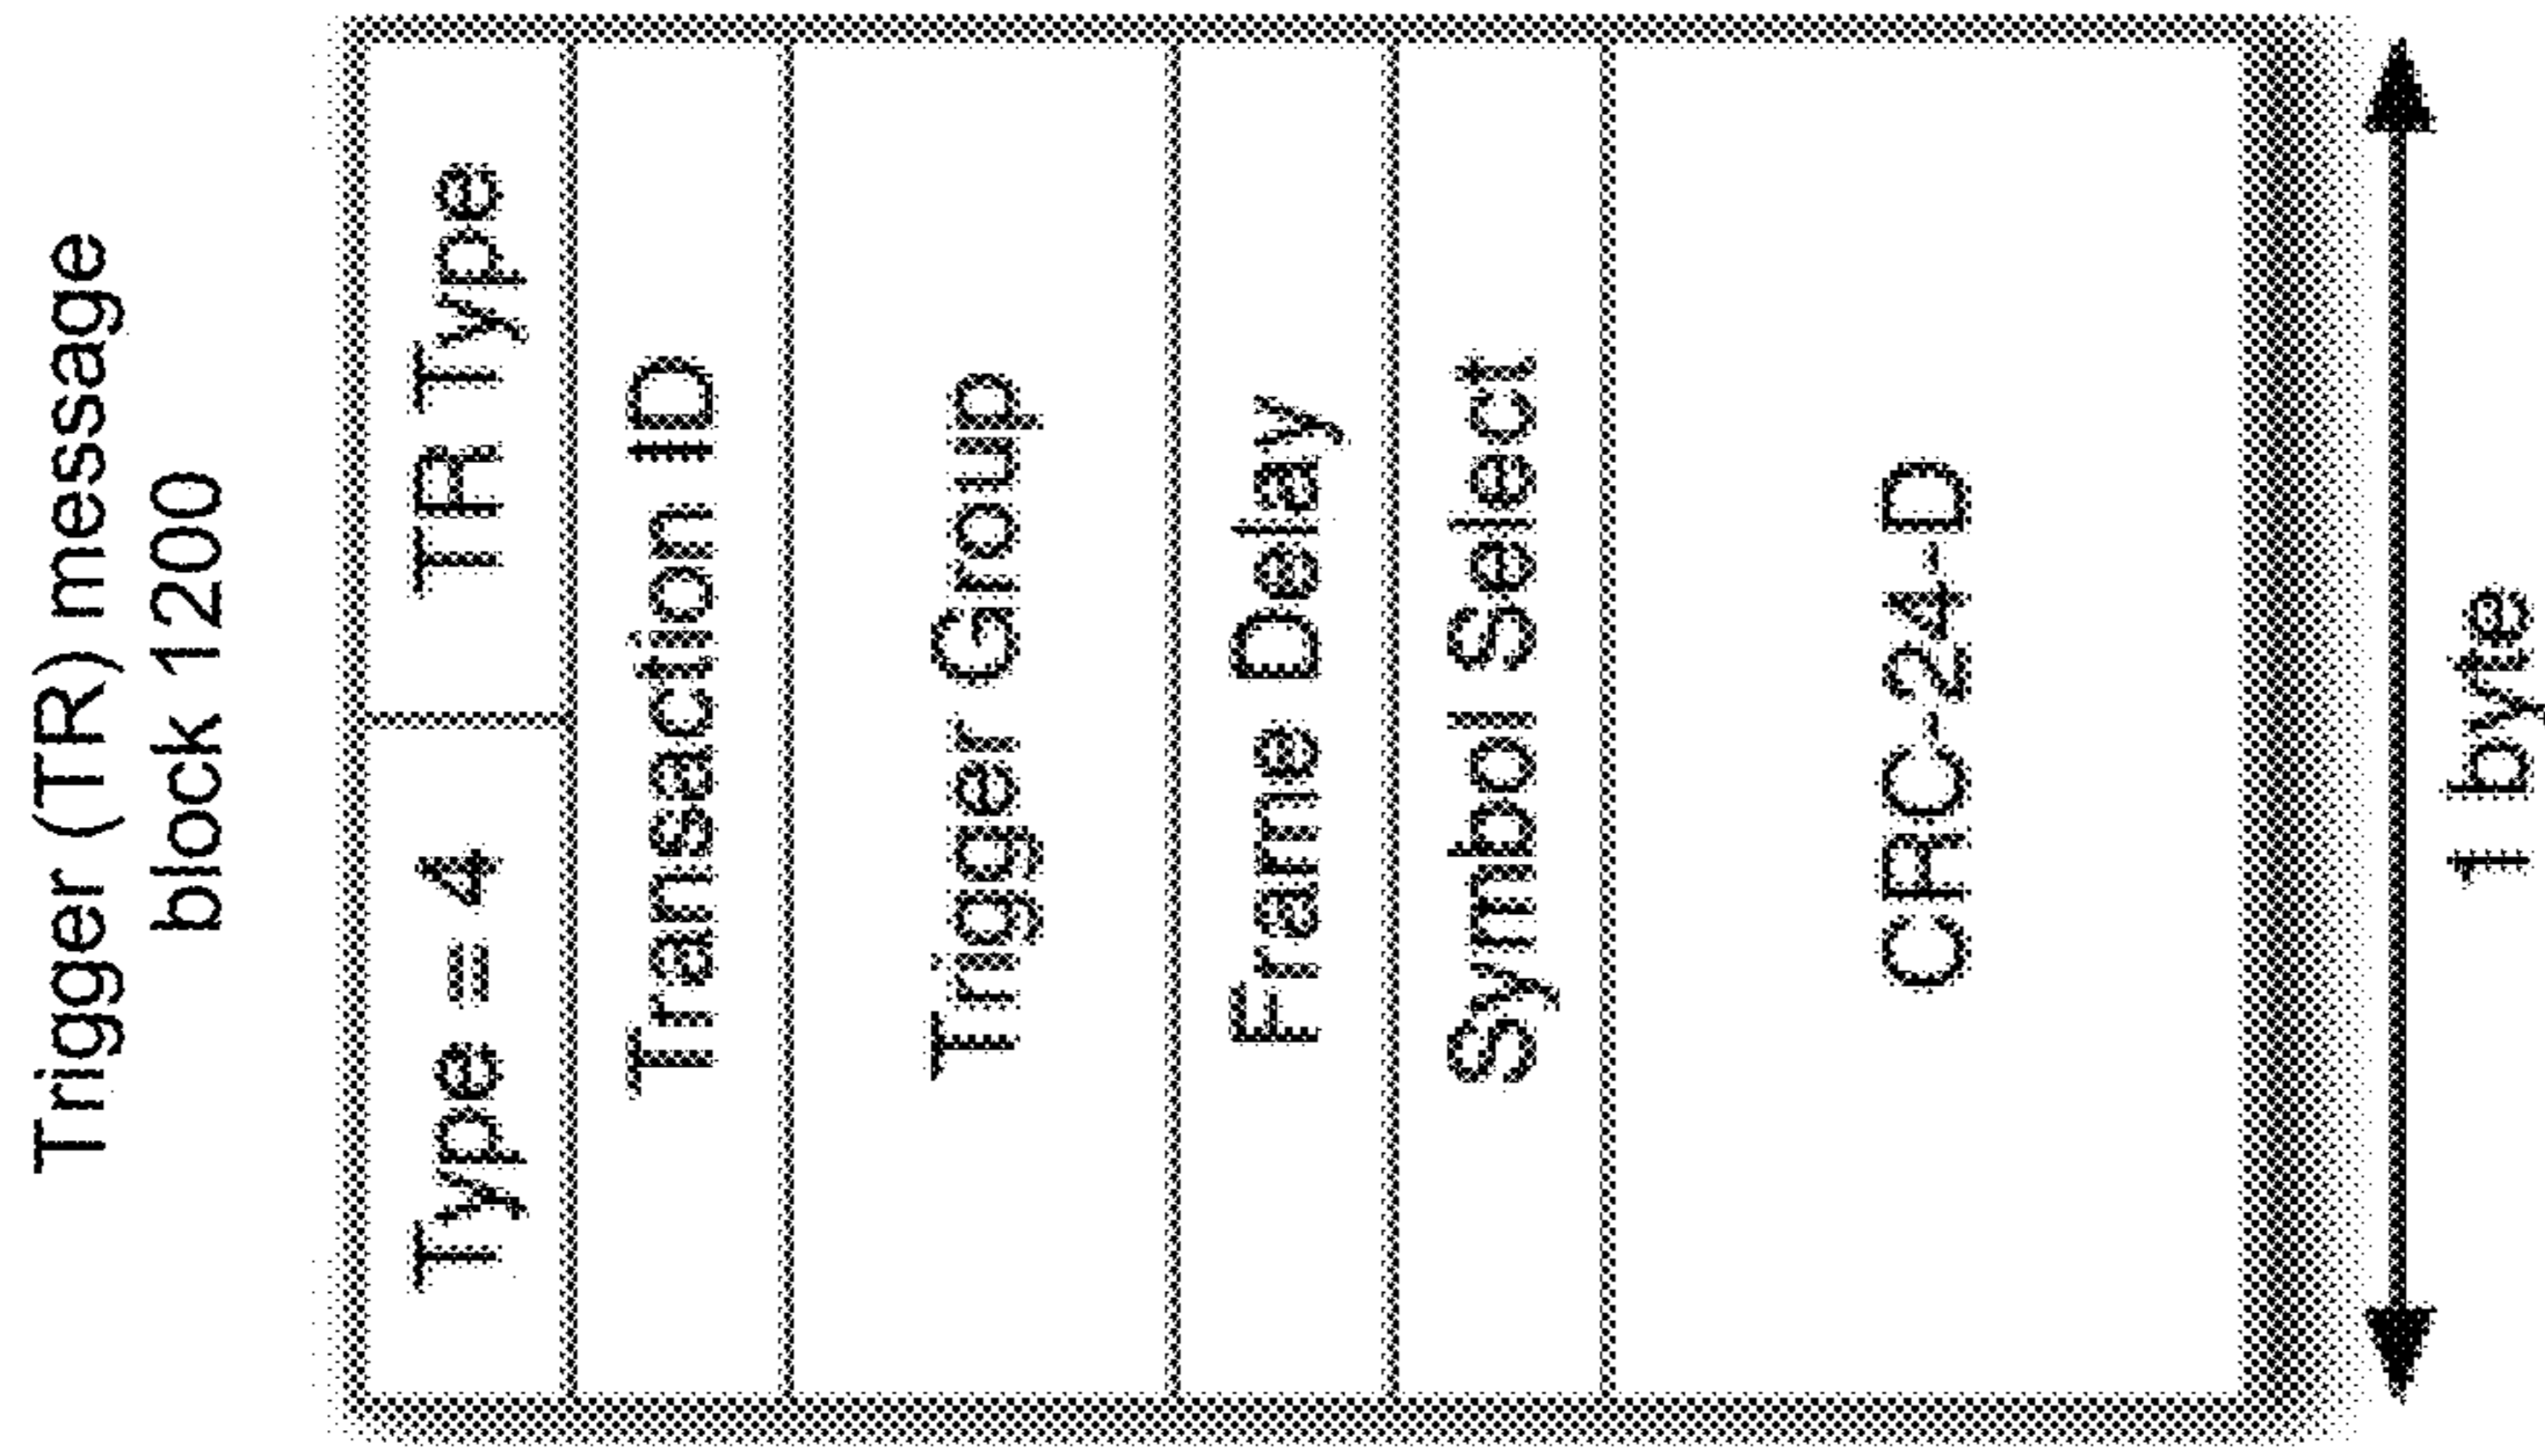 Trigger (TR) message
block 1200
Type = 4
TR Type
Transaction ID
Trigger Group
Frame Delay
Symbol Select
CRC-24-D
1 byte